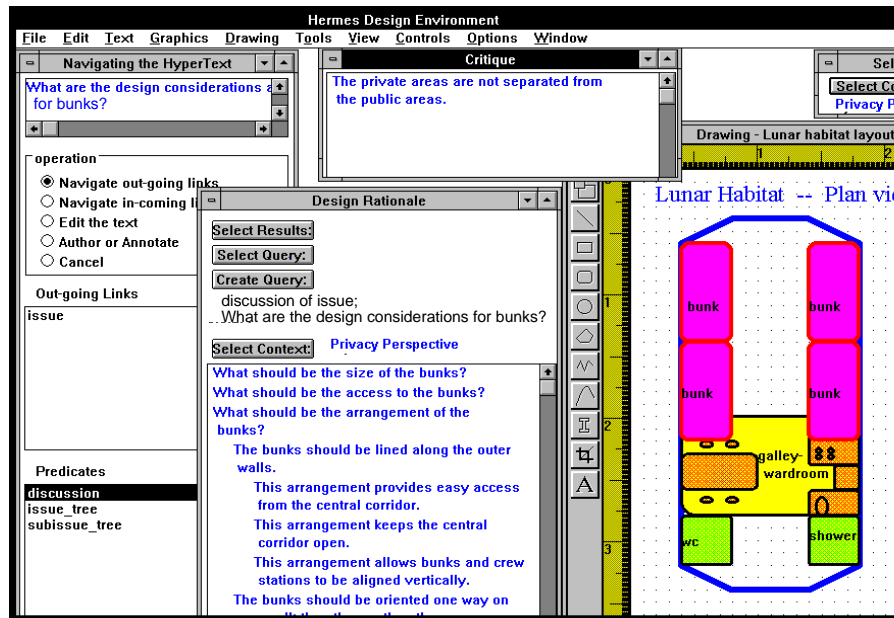 Hermes Design Environment
File Edit Text Graphics Drawing Tools View Controls Options Window
Navigating the HyperText
What are the design considerations
for bunks?
operation
Navigate out-going links
Navigate in-coming
Edit the text
Author or Annotate
Cancel
Out-going Links
issue
Predicates
discussion
issue_tree
subissue_tree
Critique
The private areas are not separated from
the public areas.
Design Rationale
Select Results:
Select Query:
Create Query:
discussion of issue;
What are the design considerations for bunks?
Select Context: Privacy Perspective
What should be the size of the bunks?
What should be the access to the bunks?
What should be the arrangement of the
bunks?
The bunks should be lined along the outer
walls.
This arrangement provides easy access
from the central corridor.
This arrangement keeps the central
corridor open.
This arrangement allows bunks and crew
stations to be aligned vertically.
The bunks should be oriented one way on
Select
Privacy
Drawing - Lunar habitat layout
1 2
Lunar Habitat -- Plan
1
2
3
A
bunk bunk
bunk bunk
galley-
wardroom
wc shower